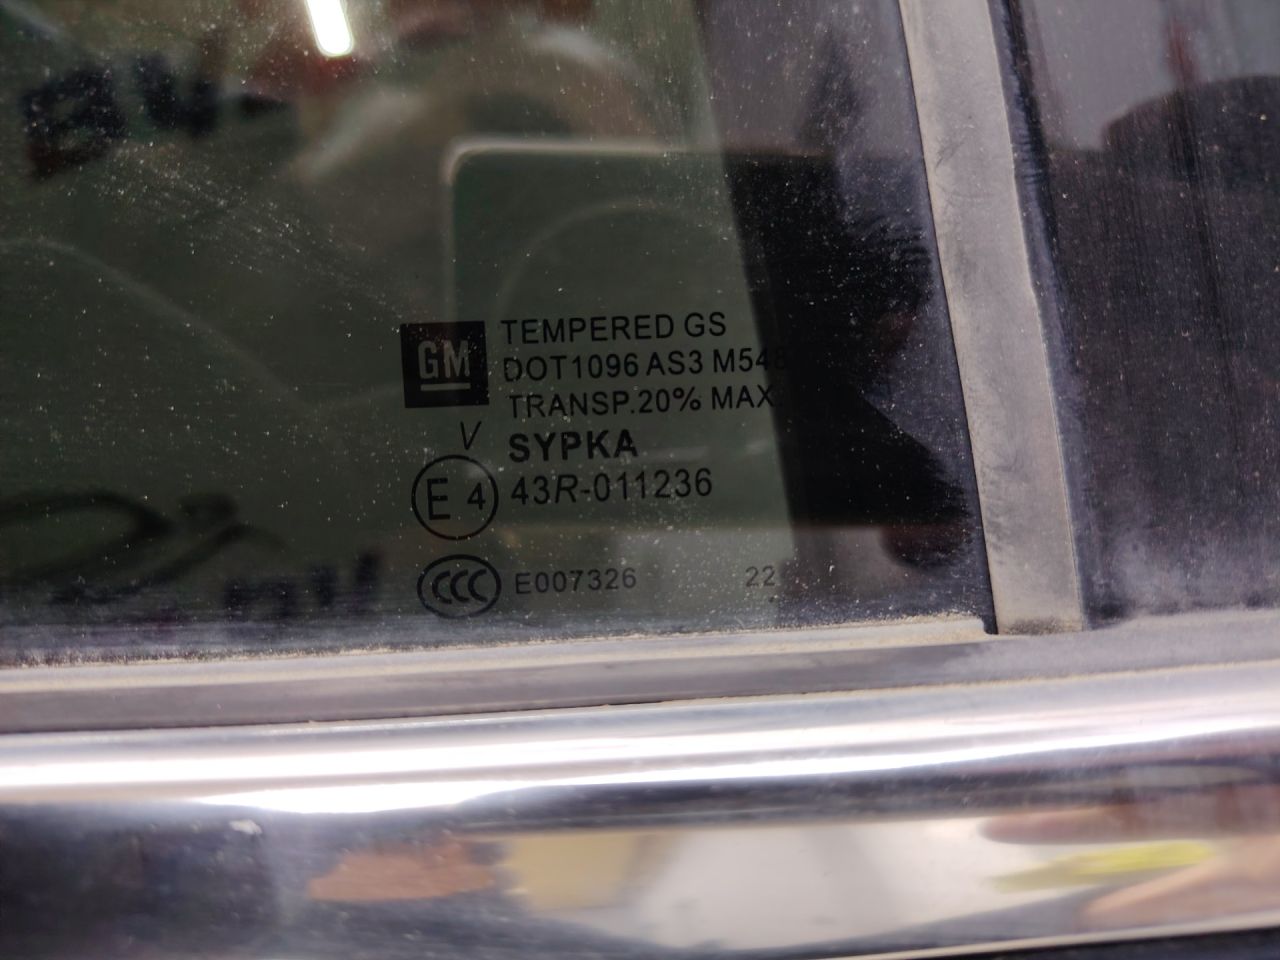 GM
TEMPERED GS
DOT1096 AS3 M548
TRANSP.20% MAX.
V SYPKA
E 4 43R-011236
CCC E007326 22